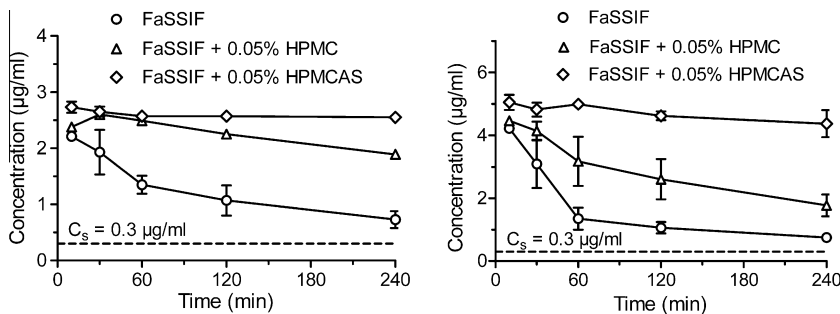 FaSSIF
FaSSIF + 0.05% HPMC
FaSSIF + 0.05% HPMCAS
Concentration (µg/ml)
4
3
2
1
0
Cs = 0.3 µg/ml
0 60 120 180 240
Time (min)
FaSSIF
FaSSIF + 0.05% HPMC
FaSSIF + 0.05% HPMCAS
Concentration (µg/ml)
6
4
2
0
Cs = 0.3 µg/ml
0 60 120 180 240
Time (min)